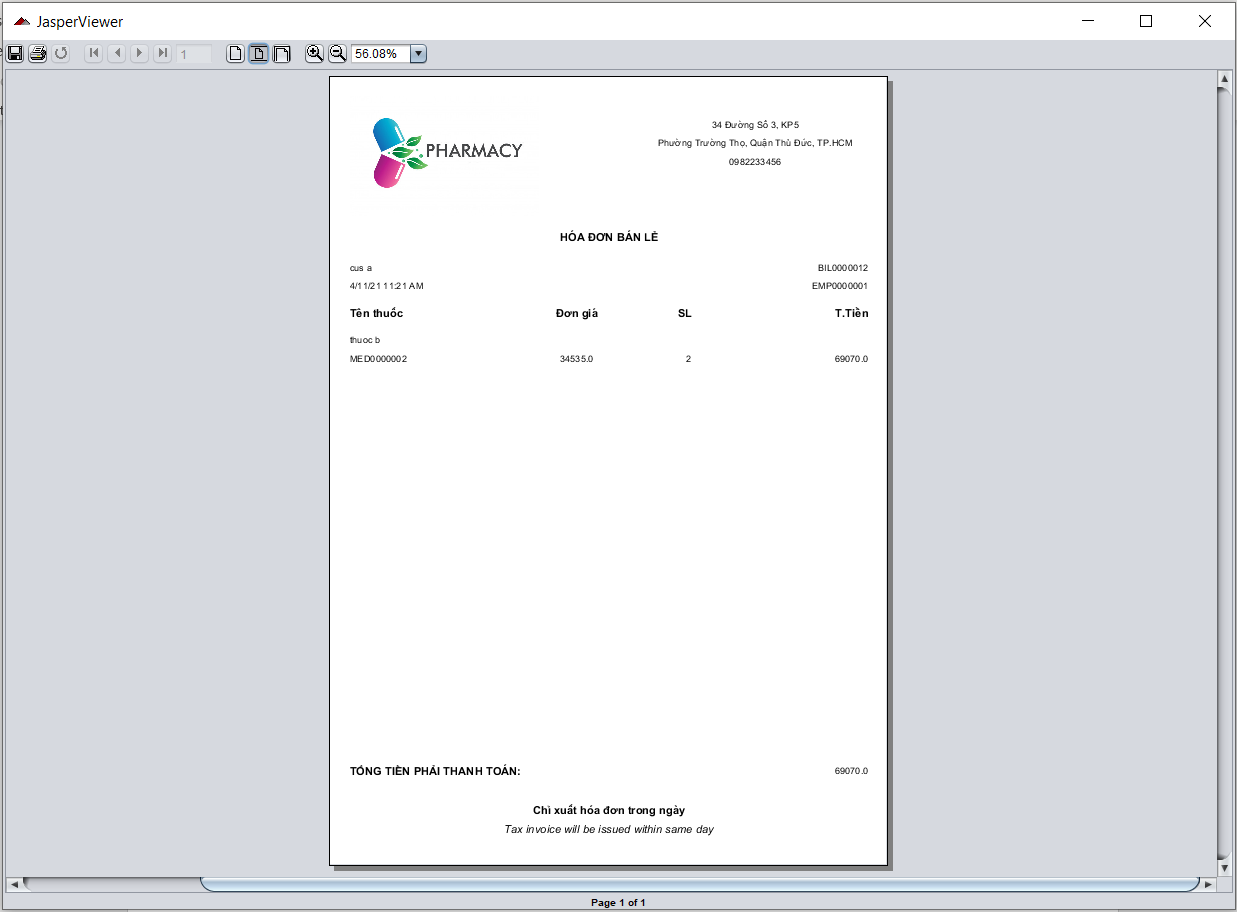 JasperViewer
1
56.08%
PHARMACY
34 Đường Số 3, KP5
Phường Trường Thọ, Quận Thủ Đức, TP.HCM
0982233456
HÓA ĐƠN BÁN LẺ
cus a BIL0000012
4/11/21 11:21 AM EMP0000001
Tên thuốc Đơn giá SL T.Tiền
thuoc b
MED0000002 34535.0 2 69070.0
TỔNG TIỀN PHẢI THANH TOÁN: 69070.0
Chỉ xuất hóa đơn trong ngày
Tax invoice will be issued within same day
Page 1 of 1